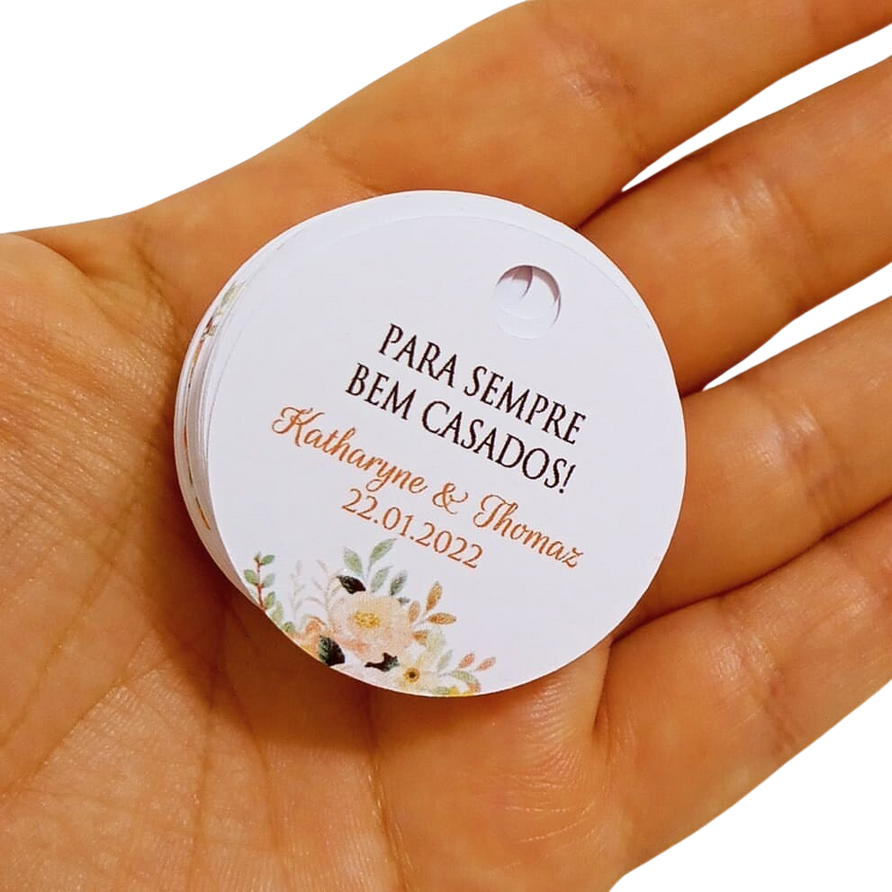 PARA SEMPRE
BEM CASADOS!
Katharyne & Thomaz
22.01.2022